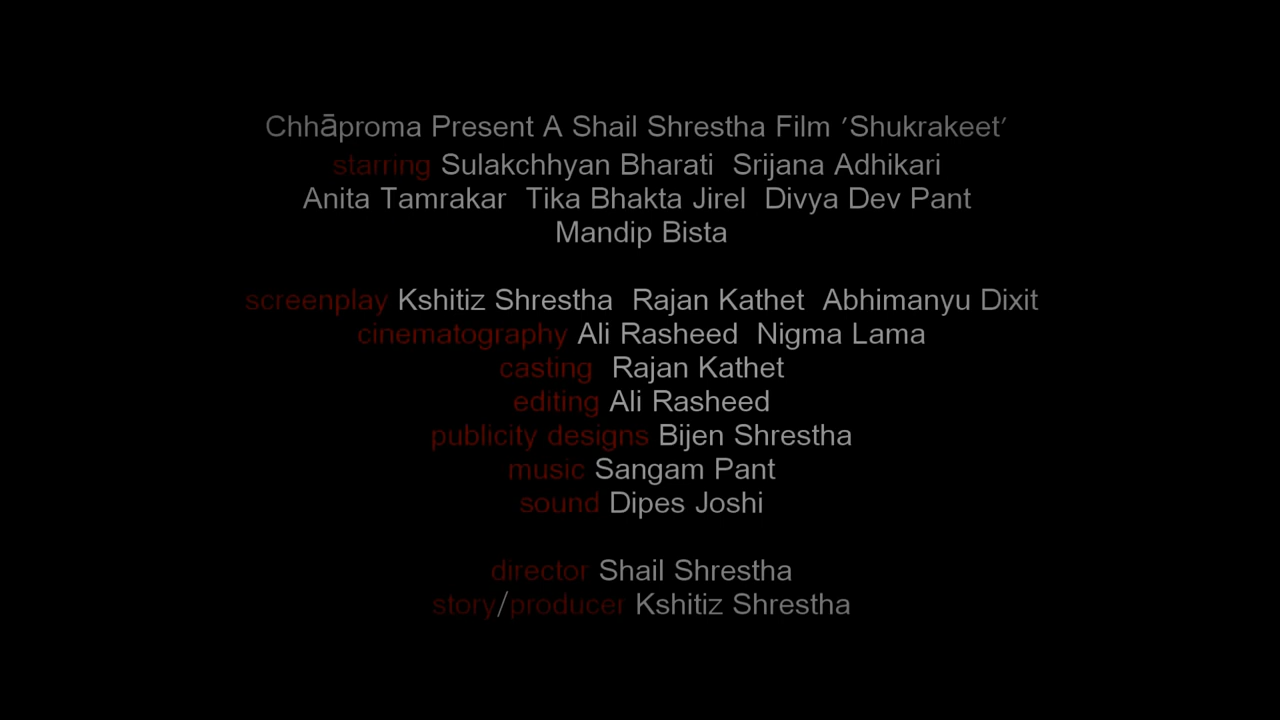 Chhāproma Present A Shail Shrestha Film 'Shukrakeet'
starring Sulakchhyan Bharati Srijana Adhikari
Anita Tamrakar Tika Bhakta Jirel Divya Dev Pant
Mandip Bista
screenplay Kshitiz Shrestha Rajan Kathet Abhimanyu Dixit
cinematography Ali Rasheed Nigma Lama
casting Rajan Kathet
editing Ali Rasheed
publicity designs Bijen Shrestha
music Sangam Pant
sound Dipes Joshi
director Shail Shrestha
story/producer Kshitiz Shrestha